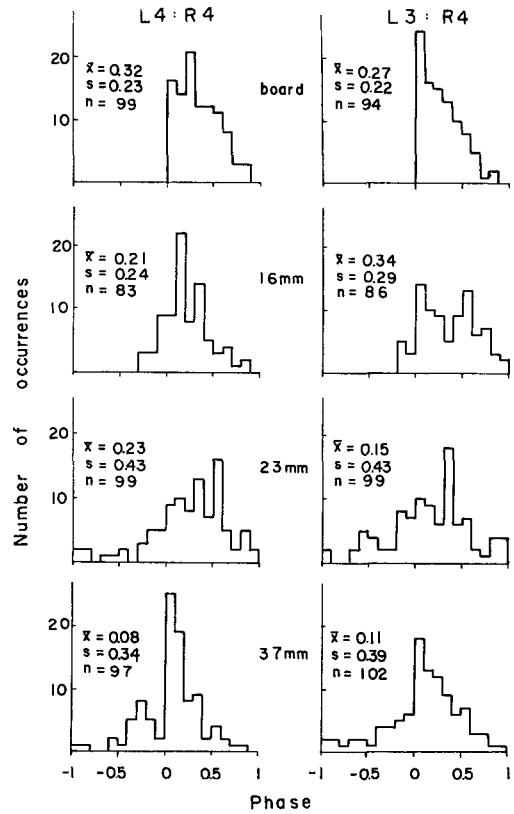 L4:R4
L3:R4
20
10
x̄=0.32
s=0.23
n=99
board
x̄=0.27
s=0.22
n=94
20
10
x̄=0.21
s=0.24
n=83
16mm
x̄=0.34
s=0.29
n=86
20
10
x̄=0.23
s=0.43
n=99
23mm
x̄=0.15
s=0.43
n=99
20
10
x̄=0.08
s=0.34
n=97
37mm
x̄=0.11
s=0.39
n=102
Number of occurrences
-1 -0.5 0 0.5 1
-1 -0.5 0 0.5 1
Phase